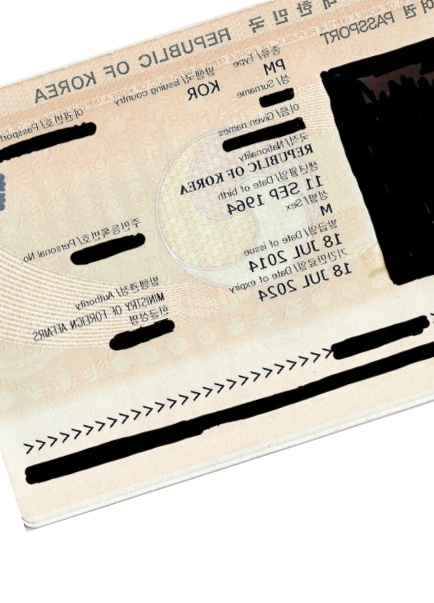 여권 PASSPORT
대한민국 REPUBLIC OF KOREA
종류/Type
발행국/Issuing country
여권번호/Passport
PM
KOR
성/Surname
이름/Given names
국적/Nationality
REPUBLIC OF KOREA
생년월일/Date of birth
11 SEP 1964
주민등록번호/Personal No
성별/Sex
M
발급일/Date of issue
18 JUL 2014
발행관청/Authority
기간만료일/Date of expiry
18 JUL 2024
MINISTRY OF FOREIGN AFFAIRS
한글성명
<<<<<<<<<<<<<<<<<<<<<<<<<<<<